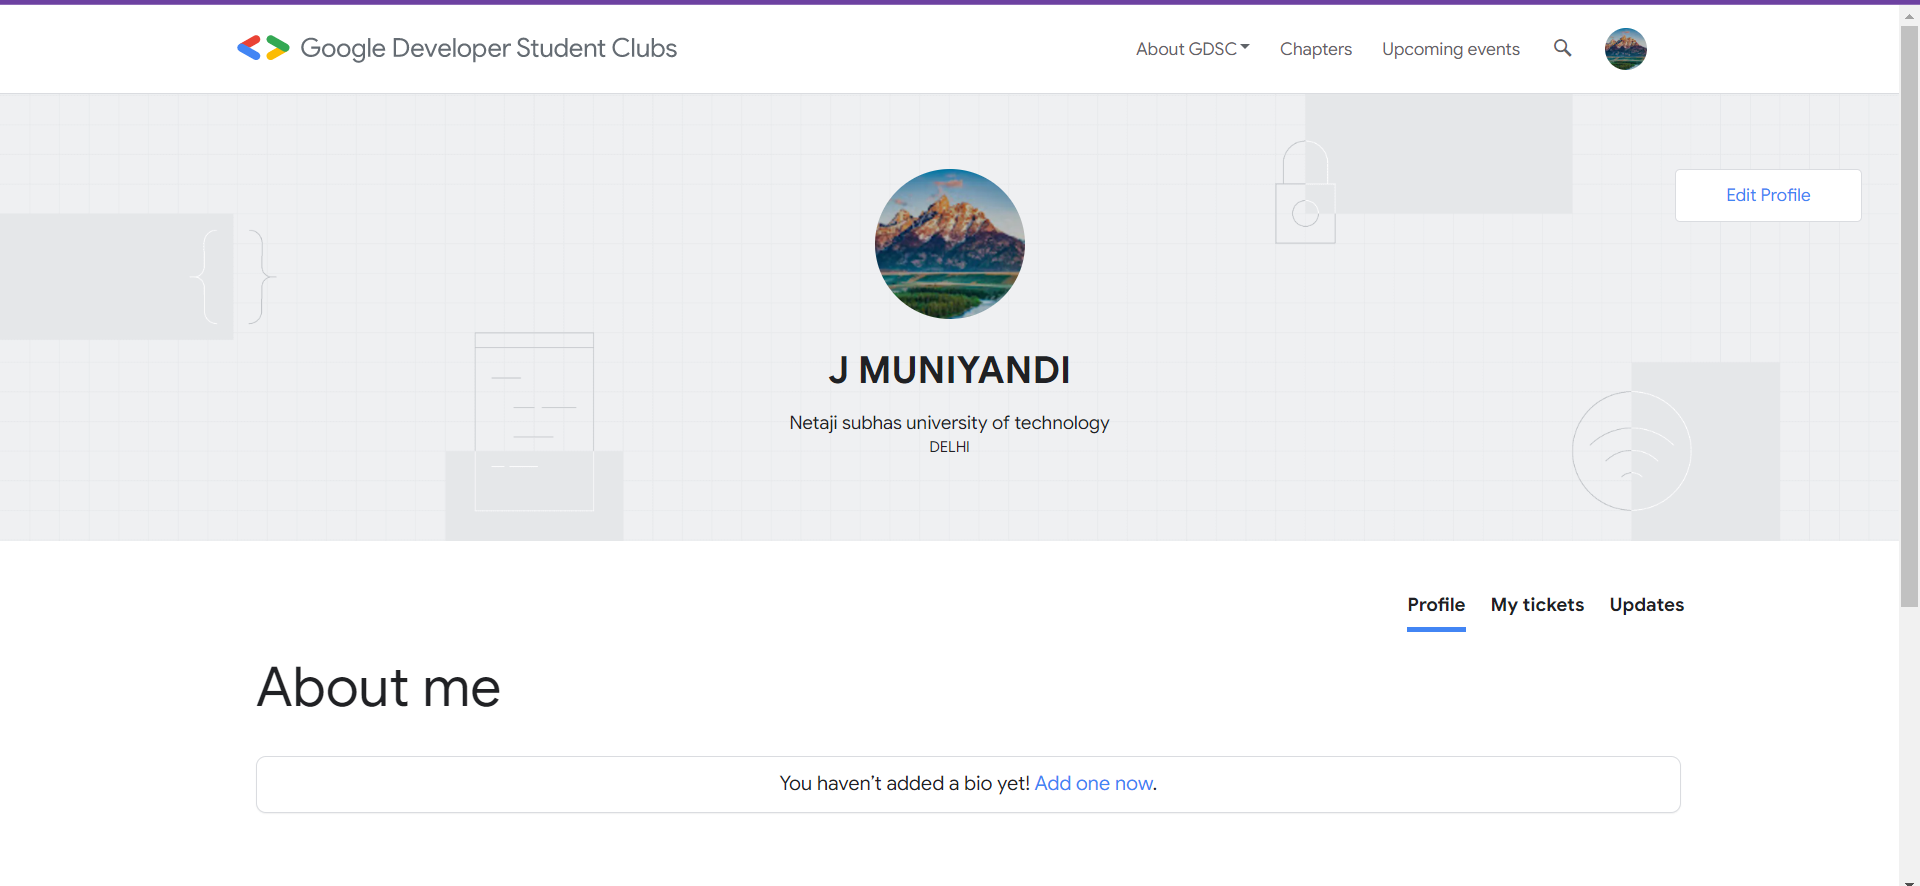 Google Developer Student Clubs
About GDSC
Chapters
Upcoming events
Edit Profile
J MUNIYANDI
Netaji subhas university of technology
DELHI
Profile
My tickets
Updates
About me
You haven’t added a bio yet! Add one now.